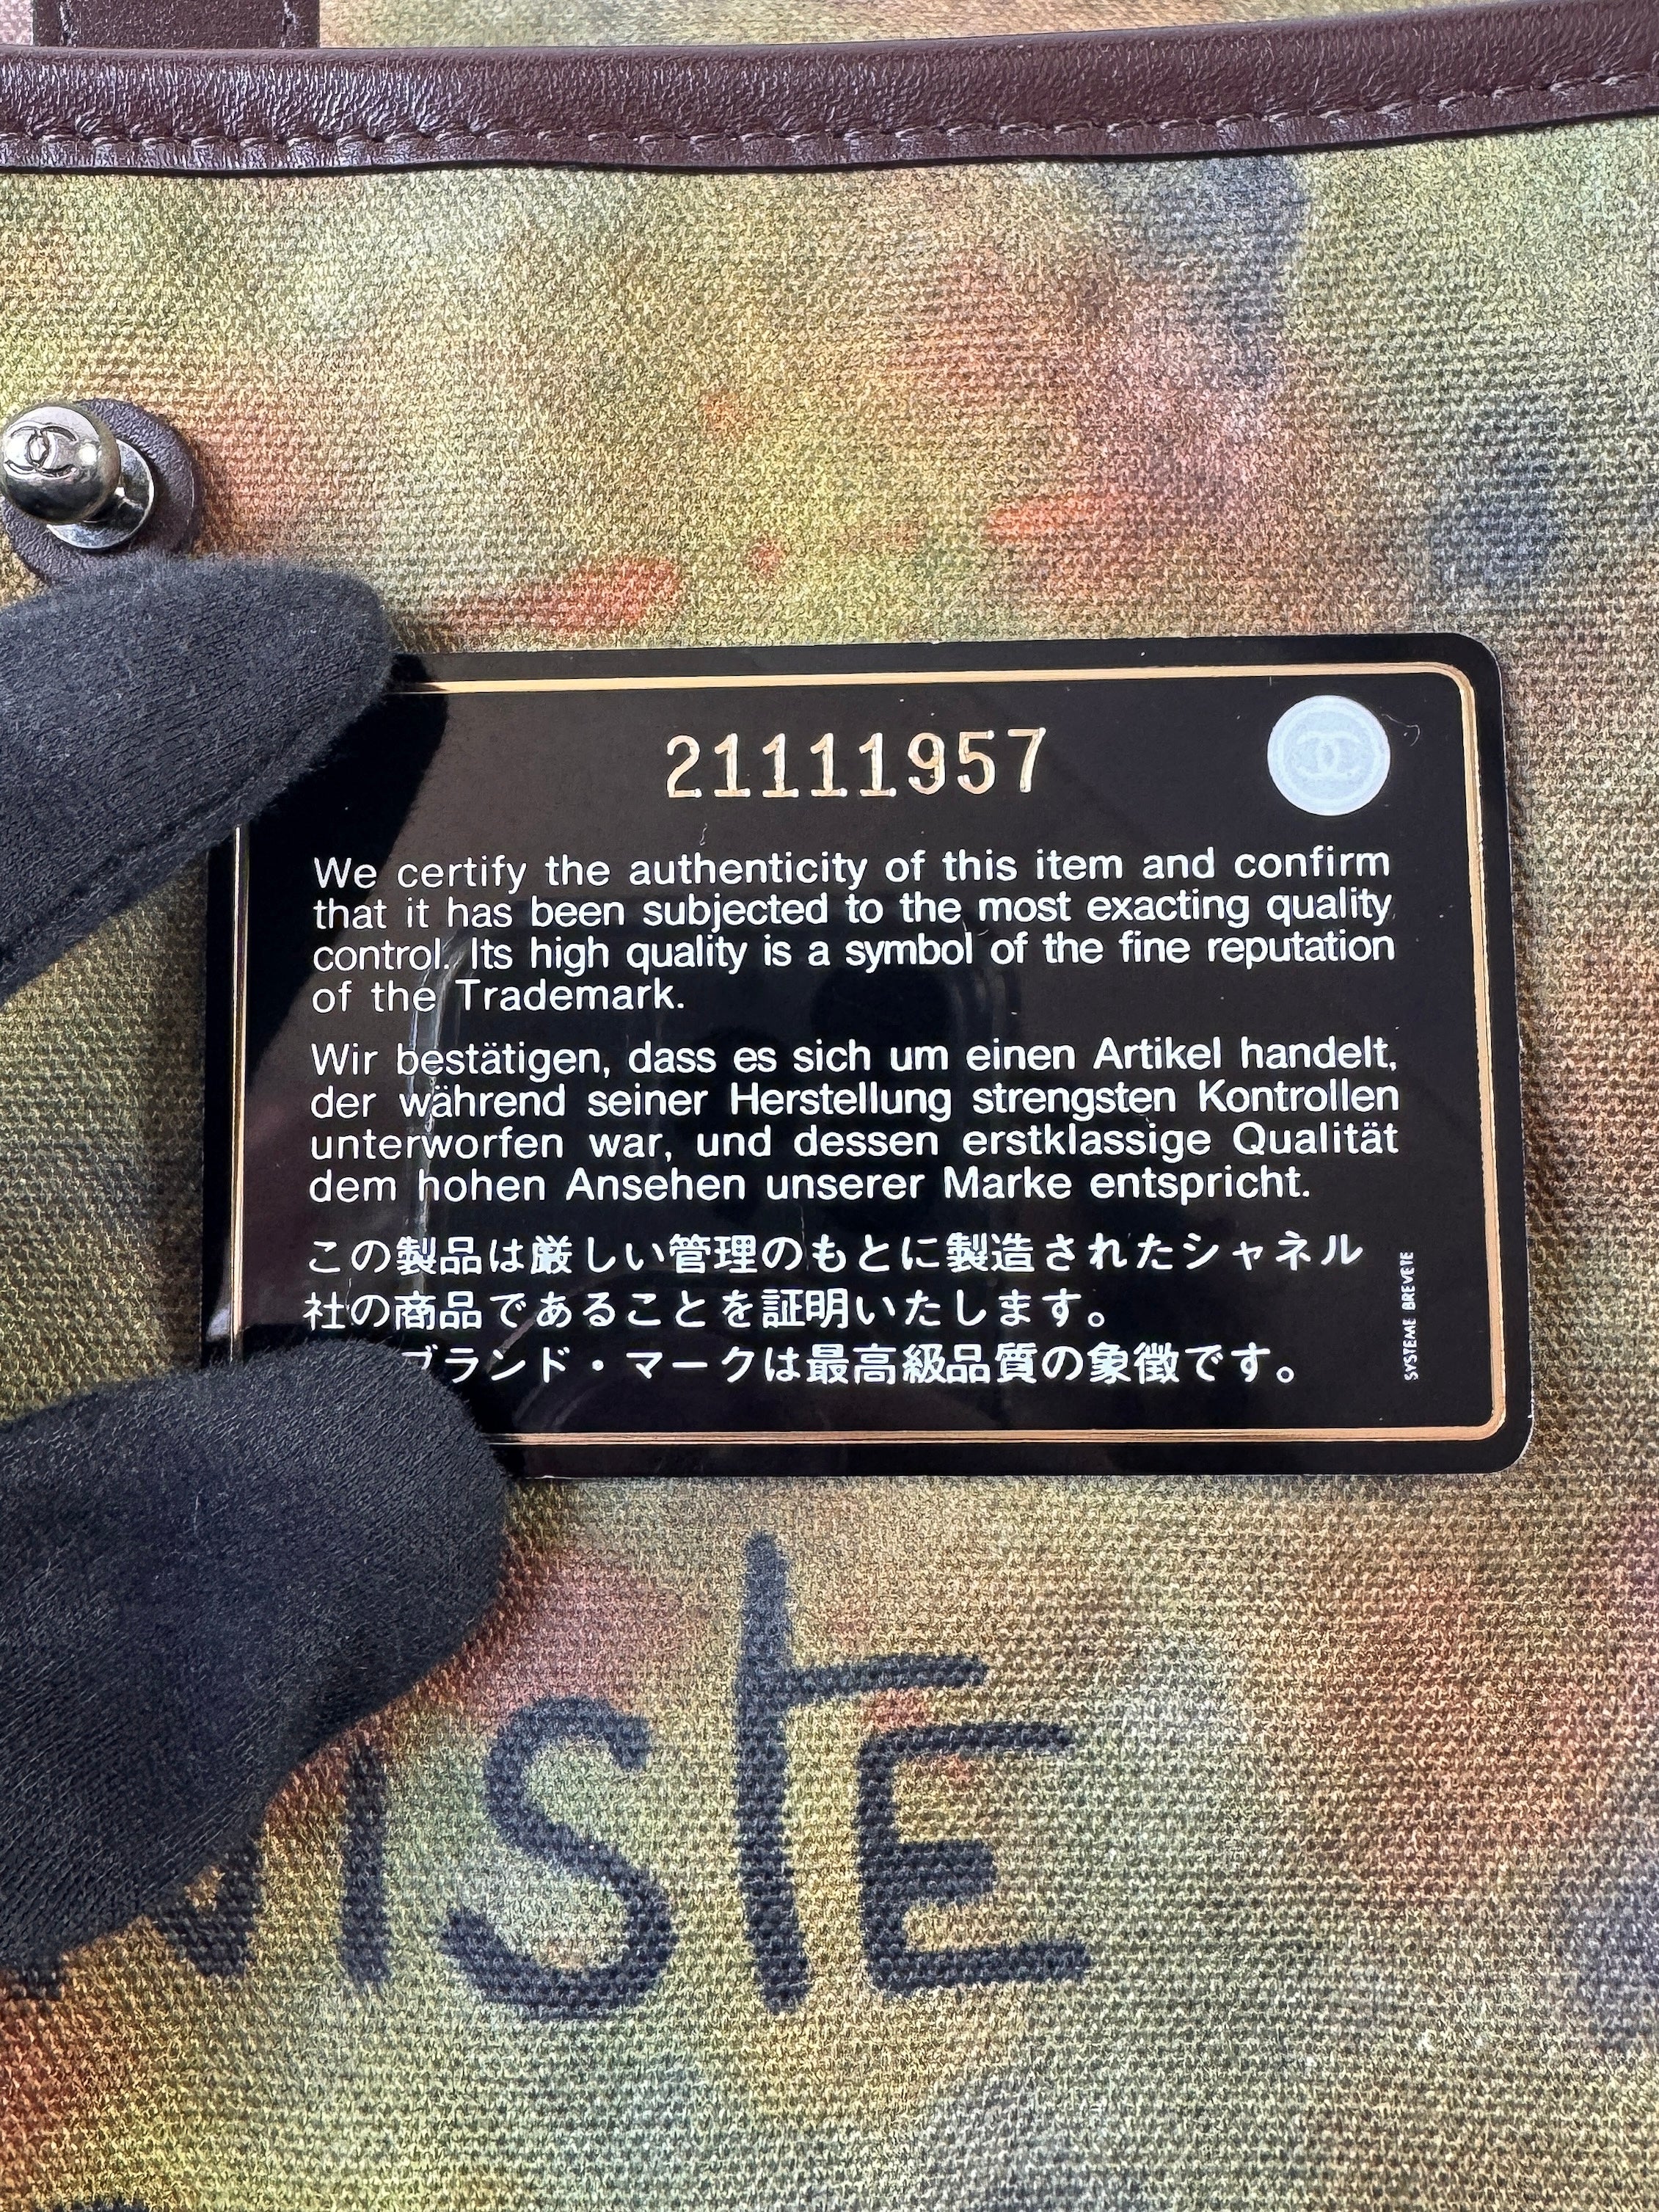 21111957
We certify the authenticity of this item and confirm
that it has been subjected to the most exacting quality
control. Its high quality is a symbol of the fine reputation
of the Trademark.
Wir bestätigen, dass es sich um einen Artikel handelt,
der während seiner Herstellung strengsten Kontrollen
unterworfen war, und dessen erstklassige Qualität
dem hohen Ansehen unserer Marke entspricht.
この製品は厳しい管理のもとに製造されたシャネル
社の商品であることを証明いたします。
ブランド・マークは最高級品質の象徴です。
SYSTEME BREVETE